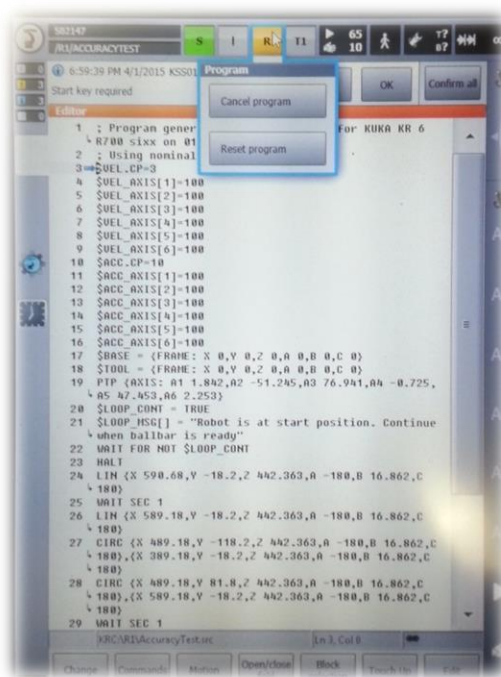 502147
/R1/ACCURACYTEST
S
I
R
T1
65
10
T?
B?
6:59:39 PM 4/1/2015 KSS01
Start key required
OK
Confirm all
Program
Cancel program
Reset program
Editor
1 ; Program gener for KUKA KR 6
R700 sixx on 01
2 ; Using nominal
3 $VEL.CP=3
4 $VEL_AXIS[1]=100
5 $VEL_AXIS[2]=100
6 $VEL_AXIS[3]=100
7 $VEL_AXIS[4]=100
8 $VEL_AXIS[5]=100
9 $VEL_AXIS[6]=100
10 $ACC.CP=10
11 $ACC_AXIS[1]=100
12 $ACC_AXIS[2]=100
13 $ACC_AXIS[3]=100
14 $ACC_AXIS[4]=100
15 $ACC_AXIS[5]=100
16 $ACC_AXIS[6]=100
17 $BASE = {FRAME: X 0,Y 0,Z 0,A 0,B 0,C 0}
18 $TOOL = {FRAME: X 0,Y 0,Z 0,A 0,B 0,C 0}
19 PTP {AXIS: A1 1.842,A2 -51.245,A3 76.941,A4 -0.725,
A5 47.453,A6 2.253}
20 $LOOP_CONT = TRUE
21 $LOOP_MSG[] = "Robot is at start position. Continue
when ballbar is ready"
22 WAIT FOR NOT $LOOP_CONT
23 HALT
24 LIN {X 590.68,Y -18.2,Z 442.363,A -180,B 16.862,C
180}
25 WAIT SEC 1
26 LIN {X 589.18,Y -18.2,Z 442.363,A -180,B 16.862,C
180}
27 CIRC {X 489.18,Y -118.2,Z 442.363,A -180,B 16.862,C
180},{X 389.18,Y -18.2,Z 442.363,A -180,B 16.862,C
180}
28 CIRC {X 489.18,Y 81.8,Z 442.363,A -180,B 16.862,C
180},{X 589.18,Y -18.2,Z 442.363,A -180,B 16.862,C
180}
29 WAIT SEC 1
KRC:\R1\AccuracyTest.src
Ln 3, Col 8
Change
Commands
Motion
Open/close
Block
Touch Up
Edit